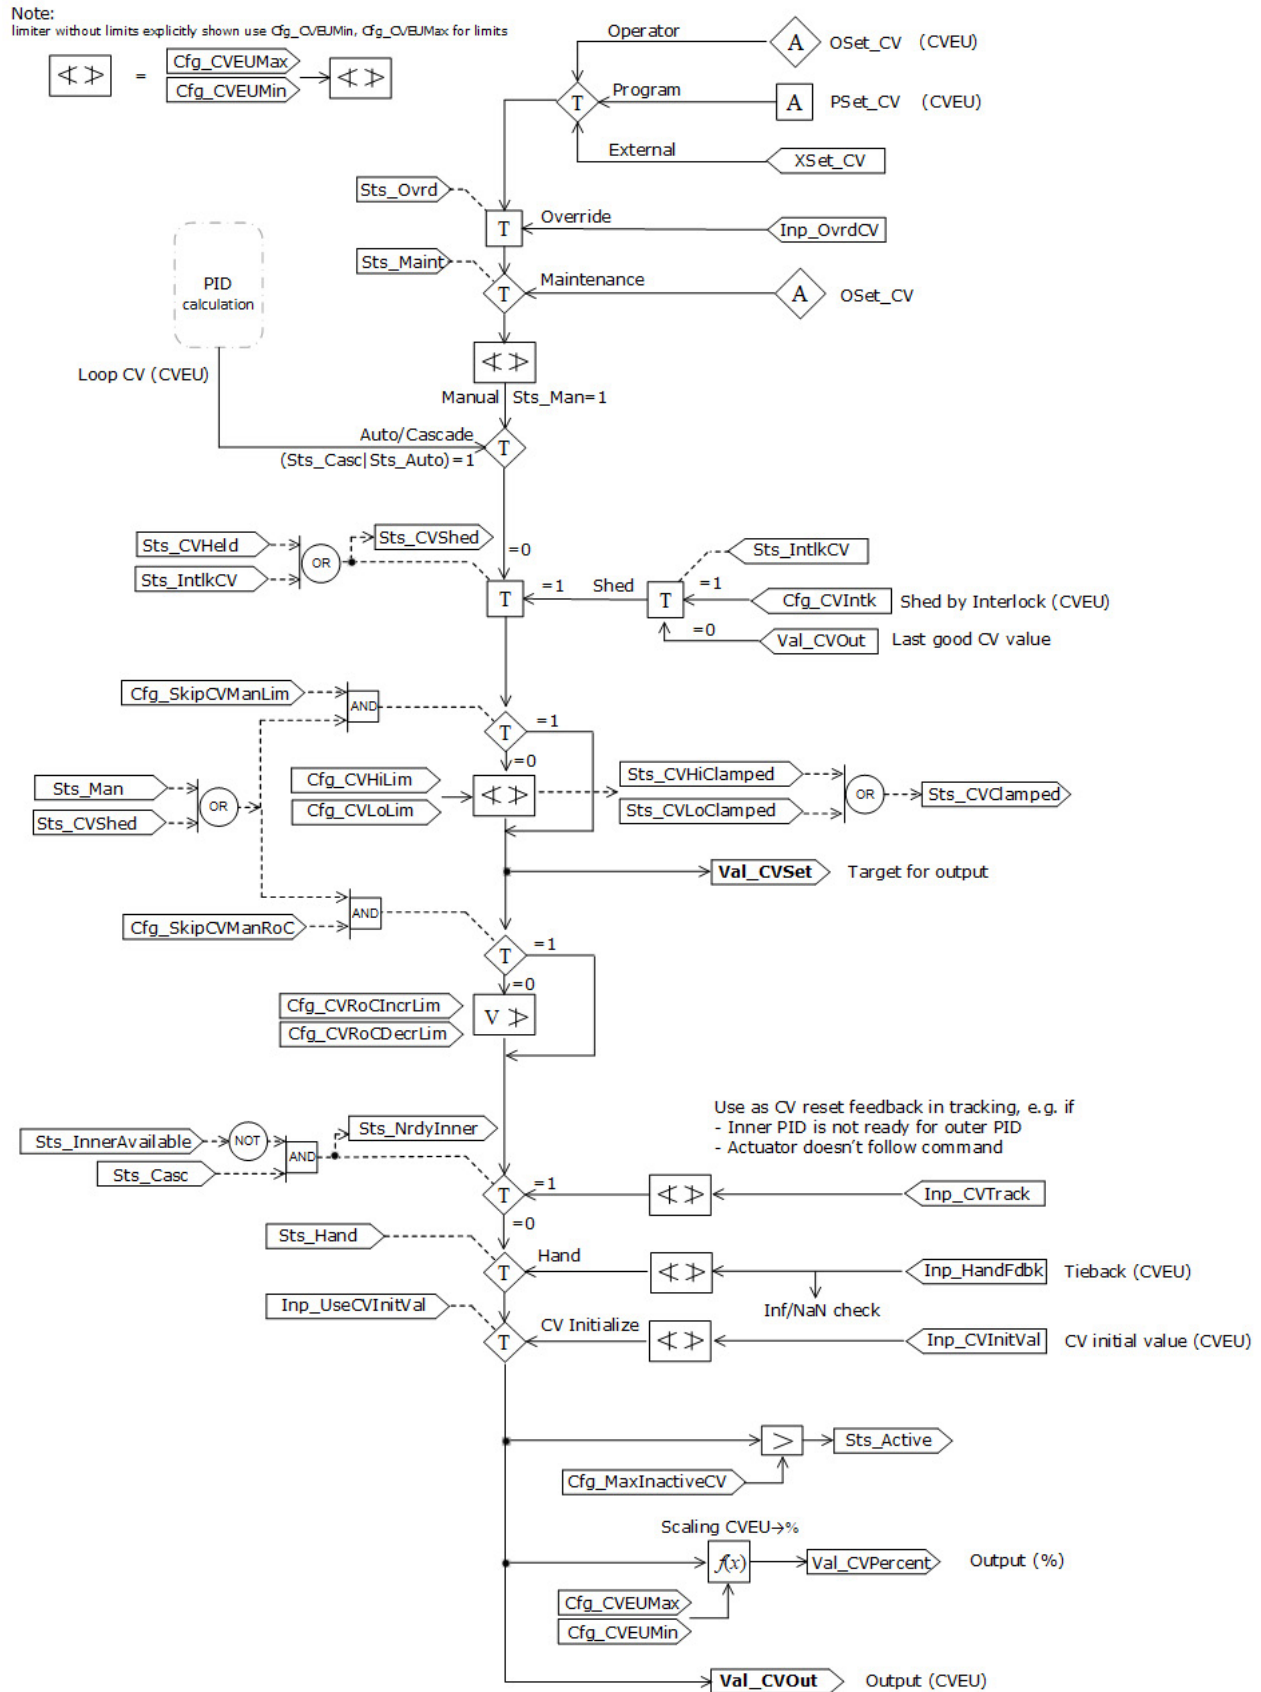 Note:
limiter without limits explicitly shown use Cfg_CVEUMin, Cfg_CVEUMax for limits
Cfg_CVEUMax
=
Cfg_CVEUMin
Operator
A
OSet_CV (CVEU)
T
Program
A
PSet_CV (CVEU)
External
XSet_CV
Sts_Ovrd
T
Override
Inp_OvrdCV
Sts_Maint
T
Maintenance
A
OSet_CV
PID
calculation
Loop CV (CVEU)
Manual Sts_Man=1
Auto/Cascade
(Sts_Casc|Sts_Auto)=1
T
Sts_CVHeld
Sts_IntlkCV
OR
Sts_CVShed
=0
T
=1
Shed
T
Sts_IntlkCV
=1
Cfg_CVIntk
Shed by Interlock (CVEU)
=0
Val_CVOut
Last good CV value
Cfg_SkipCVManLim
AND
T
=1
=0
Sts_Man
Sts_CVShed
OR
Cfg_CVHiLim
Cfg_CVLoLim
Sts_CVHiClamped
Sts_CVLoClamped
OR
Sts_CVClamped
Val_CVSet
Target for output
AND
Cfg_SkipCVManRoC
T
=1
=0
Cfg_CVRoCIncrLim
Cfg_CVRoCDecrLim
V
Use as CV reset feedback in tracking, e.g. if
- Inner PID is not ready for outer PID
- Actuator doesn't follow command
Sts_InnerAvailable
NOT
Sts_Casc
AND
Sts_NrdyInner
T
=1
Inp_CVTrack
=0
Sts_Hand
T
Hand
Inp_HandFdbk
Tieback (CVEU)
Inf/NaN check
Inp_UseCVInitVal
T
CV Initialize
Inp_CVInitVal
CV initial value (CVEU)
>
Sts_Active
Cfg_MaxInactiveCV
Scaling CVEU→%
f(x)
Val_CVPercent
Output (%)
Cfg_CVEUMax
Cfg_CVEUMin
Val_CVOut
Output (CVEU)